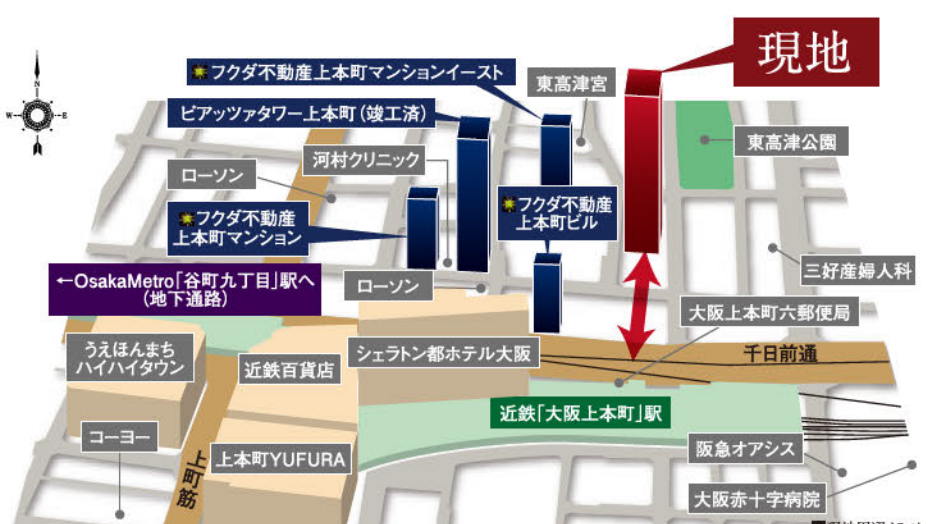 現地
フクダ不動産上本町マンションイースト
東高津宮
ピアッツァタワー上本町(竣工済)
東高津公園
河村クリニック
ローソン
N
W
E
フクダ不動産
上本町マンション
フクダ不動産
上本町ビル
三好産婦人科
←OsakaMetro「谷町九丁目」駅へ
(地下通路)
ローソン
大阪上本町六郵便局
うえほんまち
ハイハイタウン
近鉄百貨店
シェラトン都ホテル大阪
千日前通
近鉄「大阪上本町」駅
コーヨー
上町筋
上本町YUFURA
阪急オアシス
大阪赤十字病院